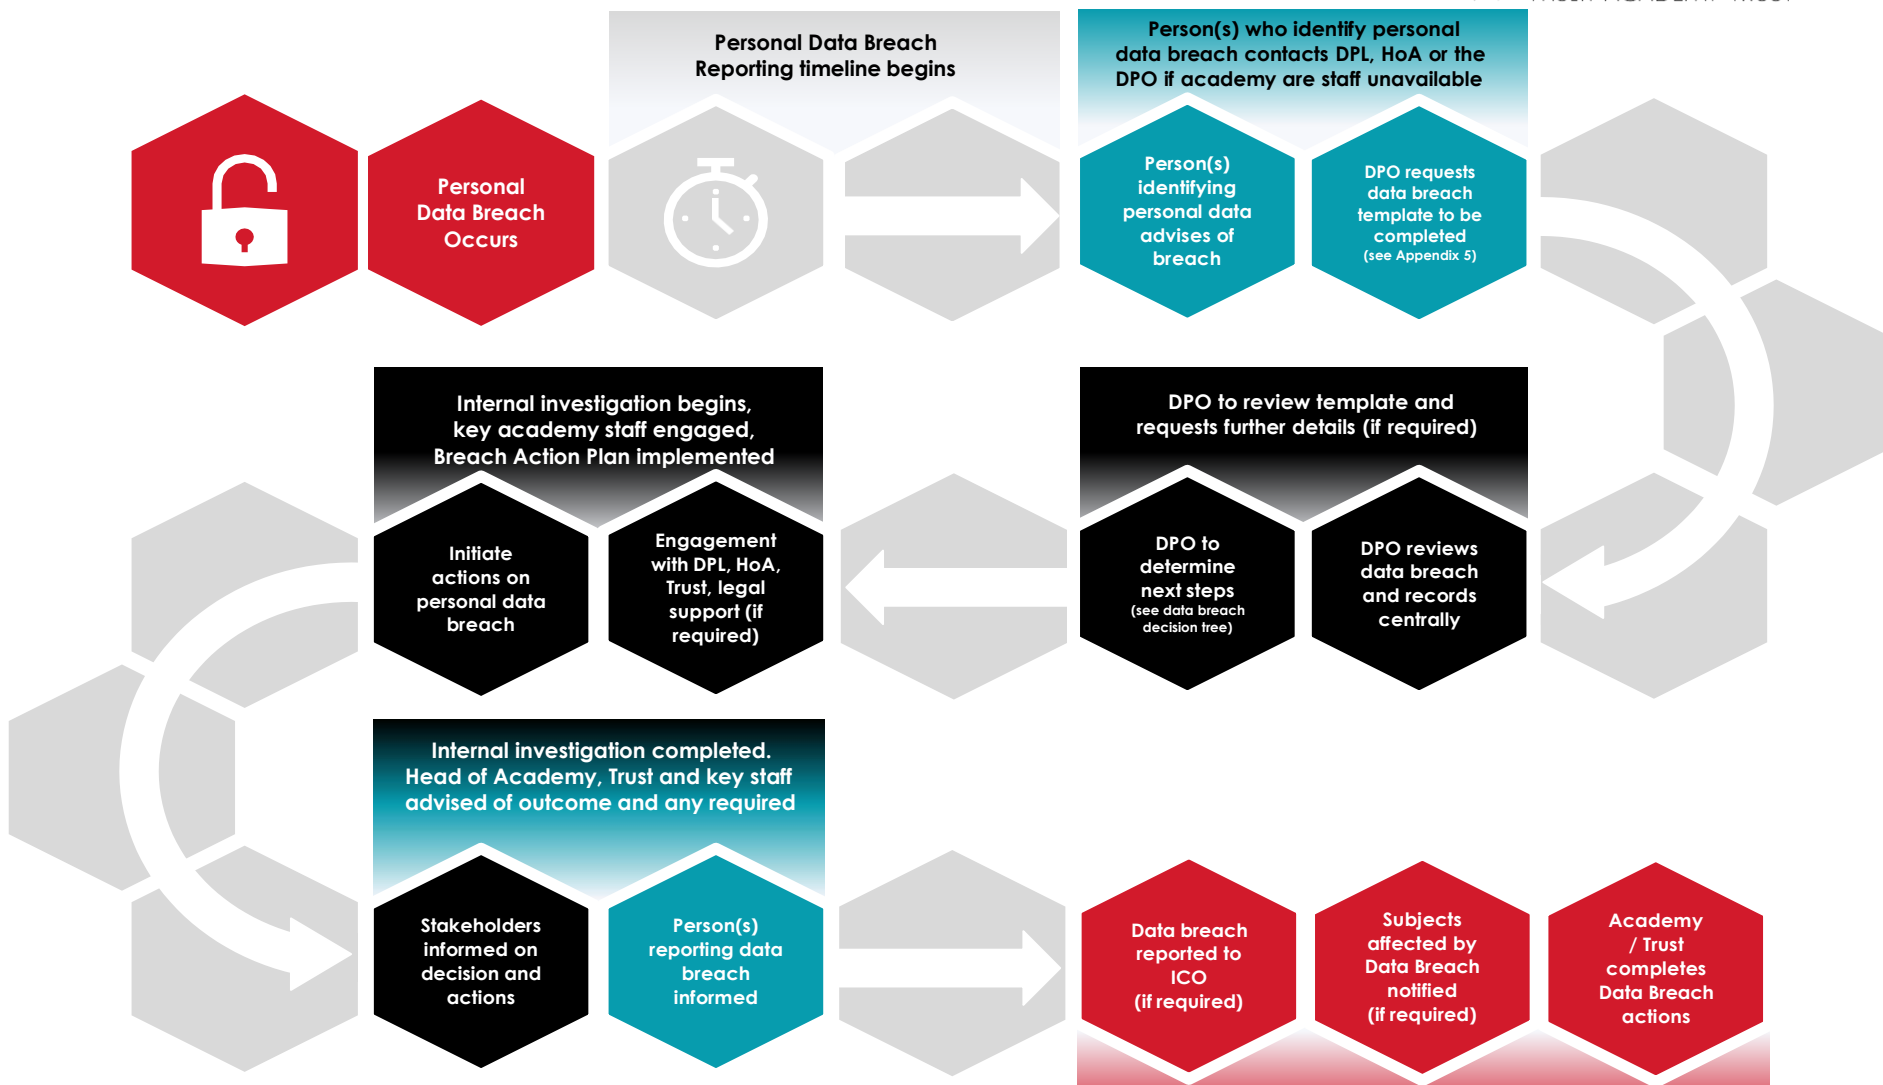 Personal Data Breach
Reporting timeline begins
Person(s) who identify personal
data breach contacts DPL, HoA or the
DPO if academy are staff unavailable
Personal
Data Breach
Occurs
Person(s)
identifying
personal data
advises of
breach
DPO requests
data breach
template to be
completed
(see Appendix 5)
DPO to review template and
requests further details (if required)
DPO reviews
data breach
and records
centrally
DPO to
determine
next steps
(see data breach
decision tree)
Internal investigation begins,
key academy staff engaged,
Breach Action Plan implemented
Engagement
with DPL, HoA,
Trust, legal
support (if
required)
Initiate
actions on
personal data
breach
Internal investigation completed.
Head of Academy, Trust and key staff
advised of outcome and any required
Stakeholders
informed on
decision and
actions
Person(s)
reporting data
breach
informed
Data breach
reported to
ICO
(if required)
Subjects
affected by
Data Breach
notified
(if required)
Academy
/ Trust
completes
Data Breach
actions